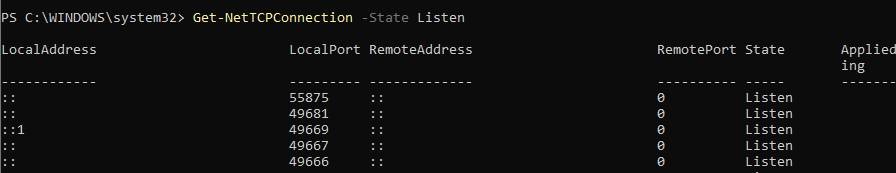 PS C:\WINDOWS\system32> Get-NetTCPConnection -State Listen
LocalAddress LocalPort RemoteAddress RemotePort State Applied
ing
------------ --------- ------------- ---------- ----- -------
:: 55875 :: 0 Listen
:: 49681 :: 0 Listen
::1 49669 :: 0 Listen
:: 49667 :: 0 Listen
:: 49666 :: 0 Listen